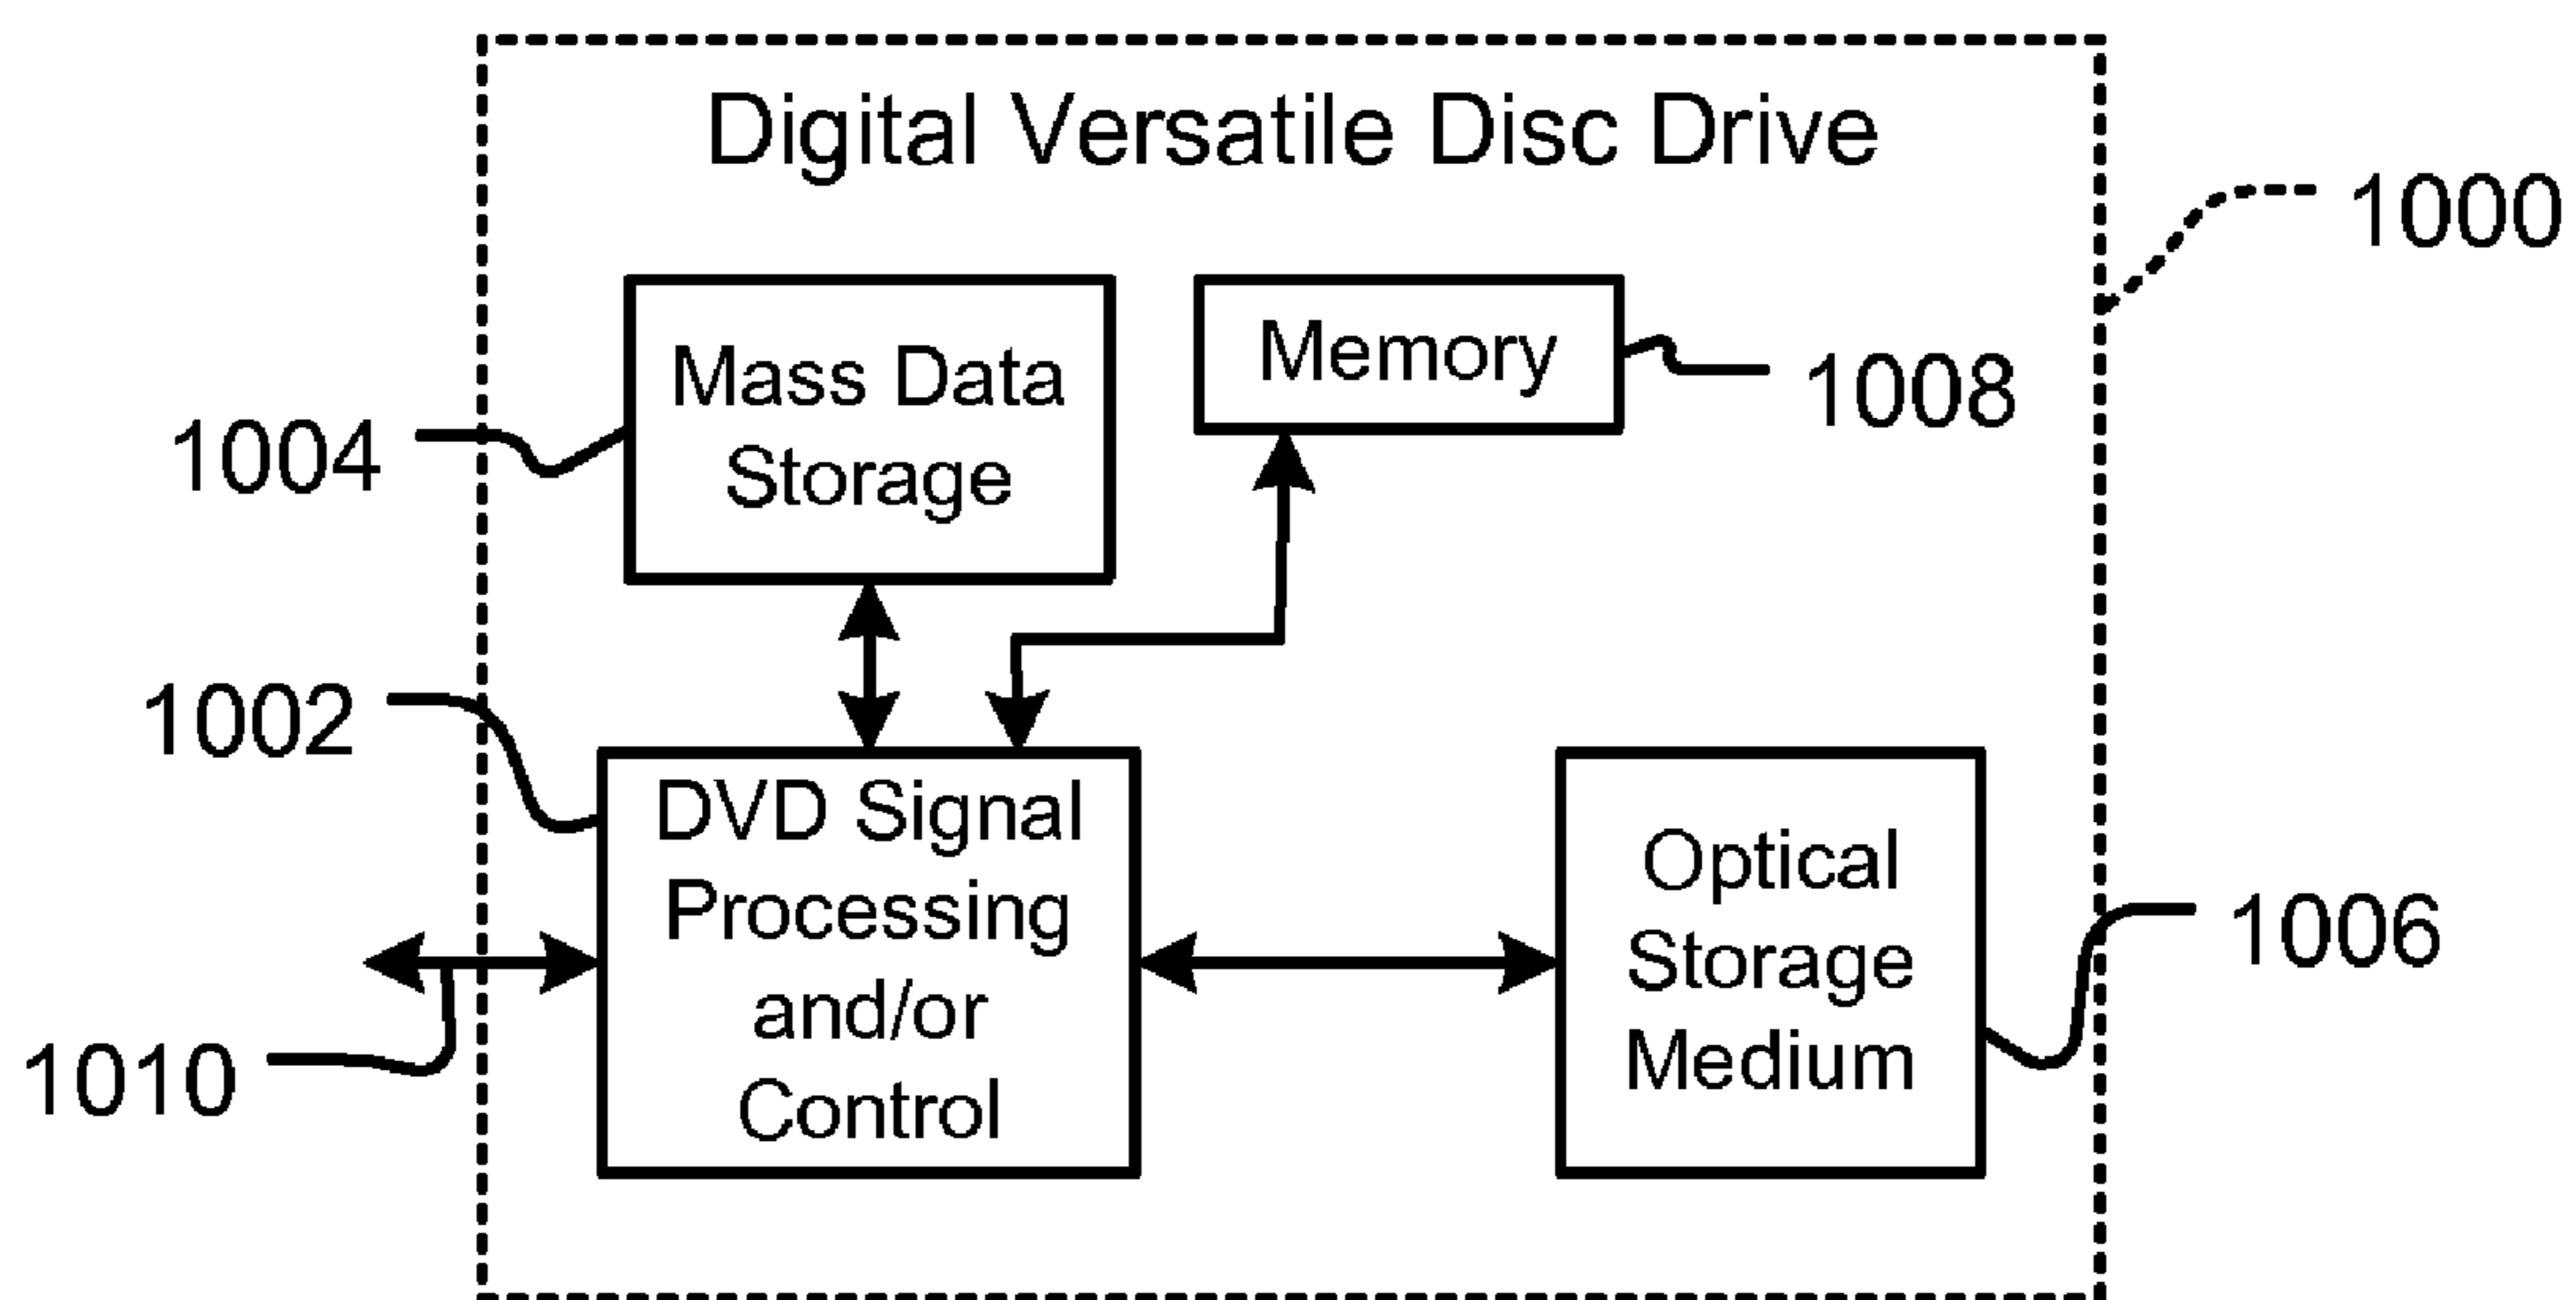 Digital Versatile Disc Drive
1000
Mass Data
Storage
1004
Memory
1008
1002
DVD Signal
Processing
and/or
Control
Optical
Storage
Medium
1006
1010